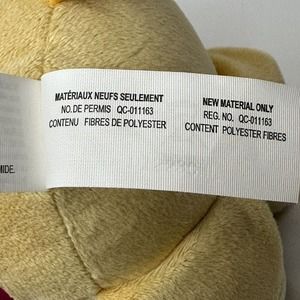 MATÉRIAUX NEUFS SEULEMENT
NO. DE PERMIS QC-011163
CONTENU FIBRES DE POLYESTER
NEW MATERIAL ONLY
REG. NO. QC-011163
CONTENT POLYESTER FIBRES
MIDE.